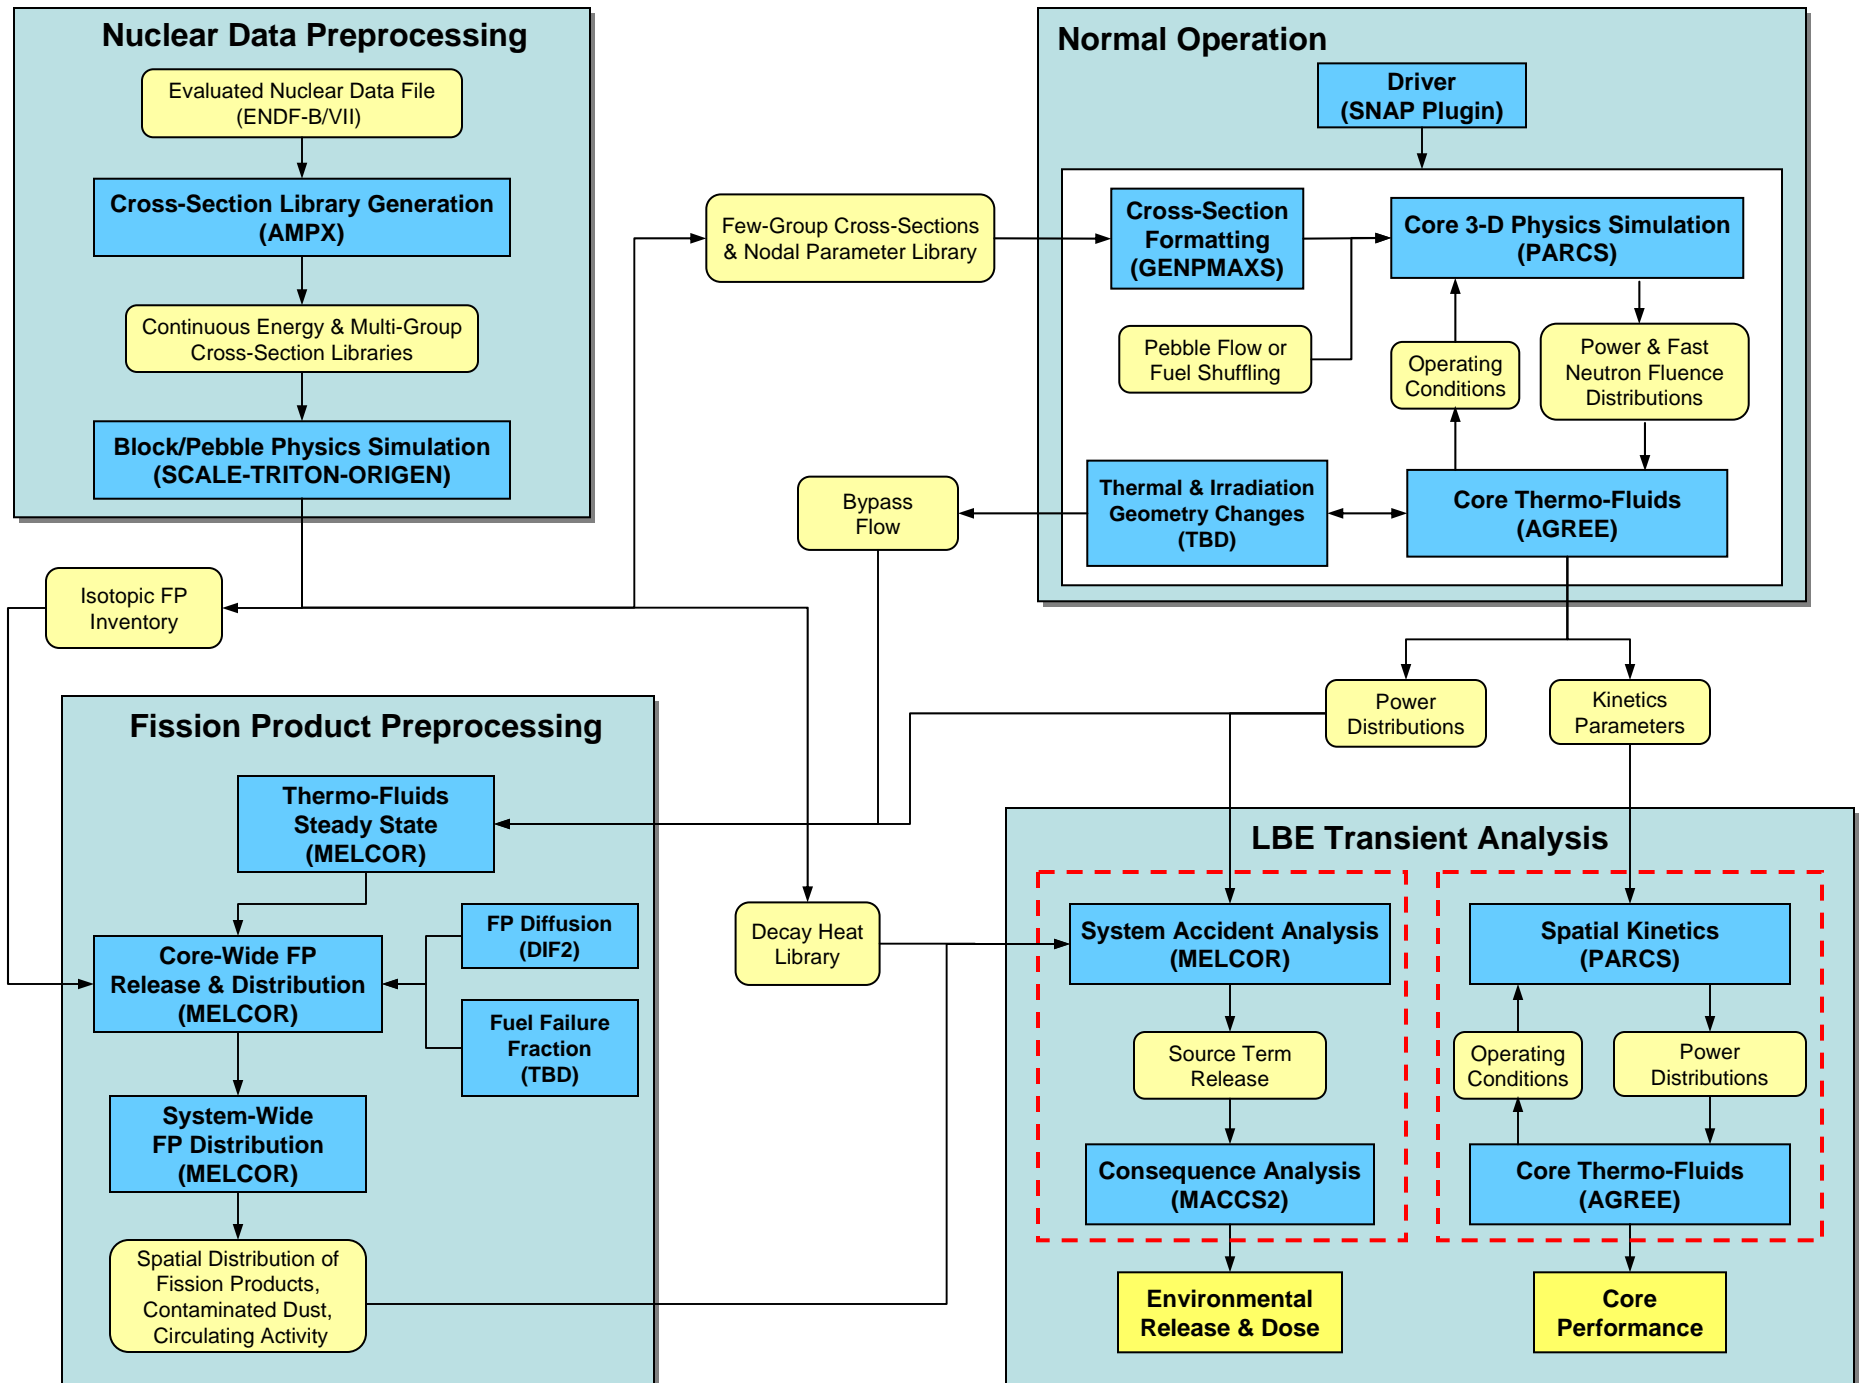 Nuclear Data Preprocessing
Evaluated Nuclear Data File
(ENDF-B/VII)
Cross-Section Library Generation
(AMPX)
Continuous Energy & Multi-Group
Cross-Section Libraries
Block/Pebble Physics Simulation
(SCALE-TRITON-ORIGEN)
Normal Operation
Driver
(SNAP Plugin)
Few-Group Cross-Sections
& Nodal Parameter Library
Cross-Section
Formatting
(GENPMAXS)
Core 3-D Physics Simulation
(PARCS)
Pebble Flow or
Fuel Shuffling
Operating
Conditions
Power & Fast
Neutron Fluence
Distributions
Bypass
Flow
Thermal & Irradiation
Geometry Changes
(TBD)
Core Thermo-Fluids
(AGREE)
Isotopic FP
Inventory
Power
Distributions
Kinetics
Parameters
Fission Product Preprocessing
Thermo-Fluids
Steady State
(MELCOR)
Core-Wide FP
Release & Distribution
(MELCOR)
FP Diffusion
(DIF2)
Fuel Failure
Fraction
(TBD)
System-Wide
FP Distribution
(MELCOR)
Spatial Distribution of
Fission Products,
Contaminated Dust,
Circulating Activity
Decay Heat
Library
LBE Transient Analysis
System Accident Analysis
(MELCOR)
Source Term
Release
Consequence Analysis
(MACCS2)
Environmental
Release & Dose
Spatial Kinetics
(PARCS)
Operating
Conditions
Power
Distributions
Core Thermo-Fluids
(AGREE)
Core
Performance